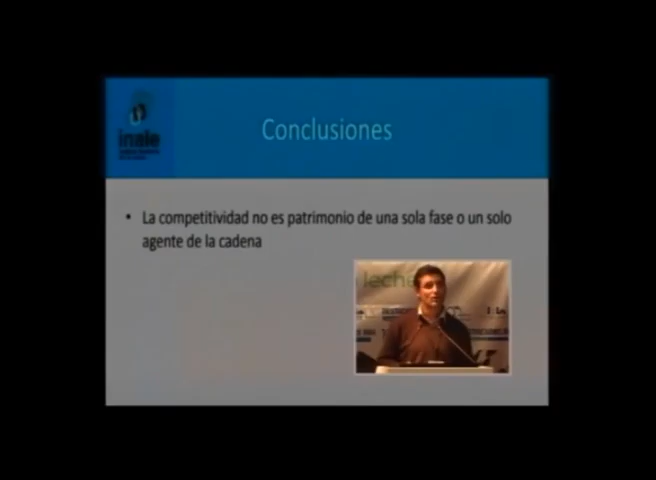 inale
Conclusiones
• La competitividad no es patrimonio de una sola fase o un solo
agente de la cadena
leche